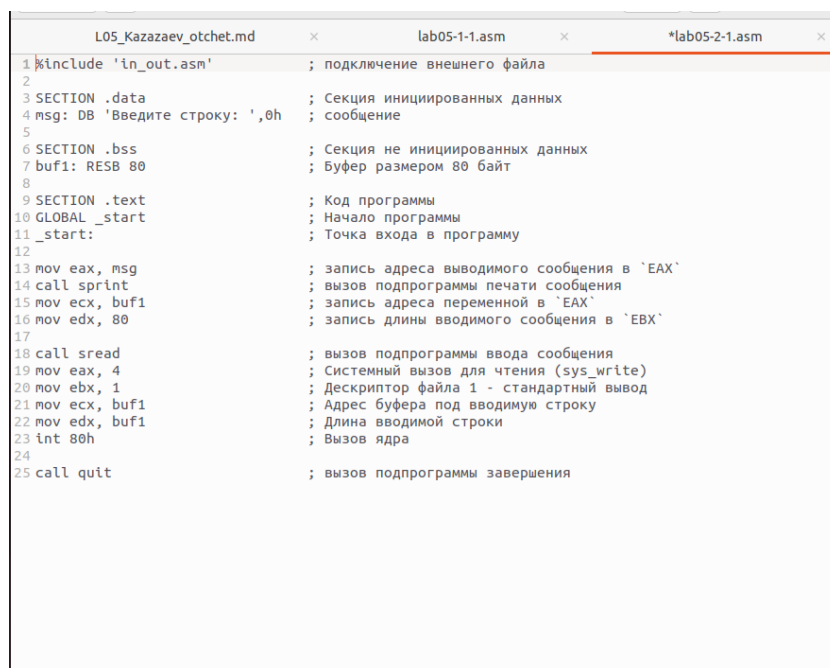 L05_Kazazaev_otchet.md × lab05-1-1.asm × *lab05-2-1.asm ×
1 %include 'in_out.asm' ; подключение внешнего файла
2
3 SECTION .data ; Секция инициированных данных
4 msg: DB 'Введите строку: ',0h ; сообщение
5
6 SECTION .bss ; Секция не инициированных данных
7 buf1: RESB 80 ; Буфер размером 80 байт
8
9 SECTION .text ; Код программы
10 GLOBAL _start ; Начало программы
11 _start: ; Точка входа в программу
12
13 mov eax, msg ; запись адреса выводимого сообщения в `EAX`
14 call sprint ; вызов подпрограммы печати сообщения
15 mov ecx, buf1 ; запись адреса переменной в `EAX`
16 mov edx, 80 ; запись длины вводимого сообщения в `EBX`
17
18 call sread ; вызов подпрограммы ввода сообщения
19 mov eax, 4 ; Системный вызов для чтения (sys_write)
20 mov ebx, 1 ; Дескриптор файла 1 - стандартный вывод
21 mov ecx, buf1 ; Адрес буфера под вводимую строку
22 mov edx, buf1 ; Длина вводимой строки
23 int 80h ; Вызов ядра
24
25 call quit ; вызов подпрограммы завершения